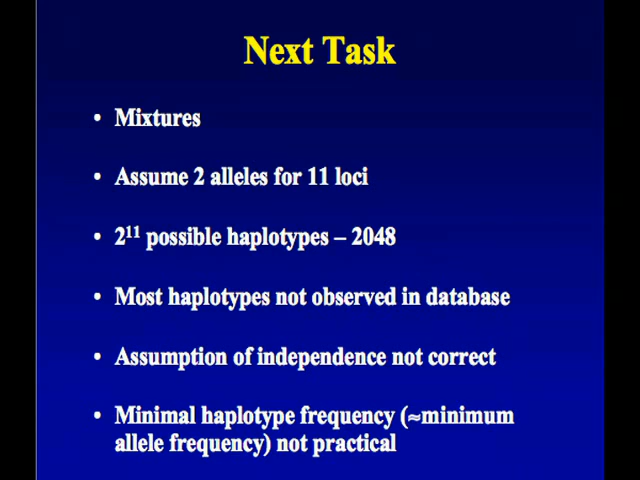 Next Task
• Mixtures
• Assume 2 alleles for 11 loci
• 2¹¹ possible haplotypes – 2048
• Most haplotypes not observed in database
• Assumption of independence not correct
• Minimal haplotype frequency (≈minimum
allele frequency) not practical